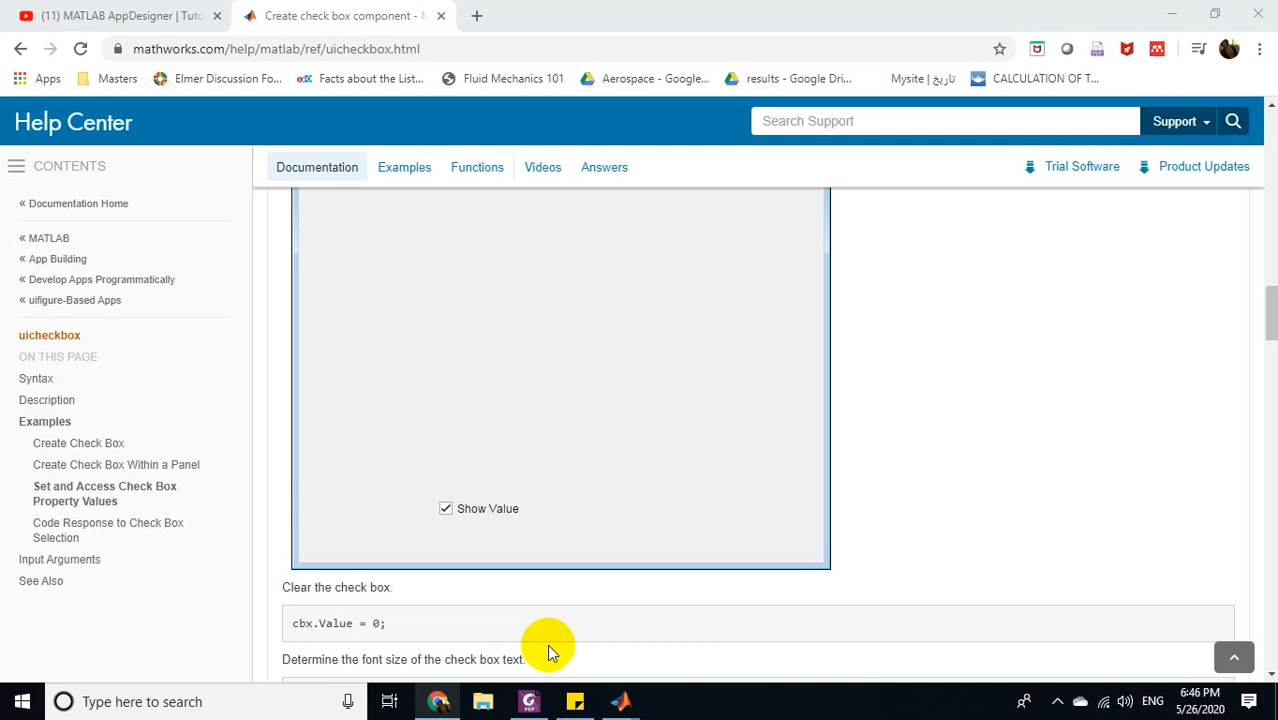 (11) MATLAB AppDesigner | Tuto
Create check box component - M
mathworks.com/help/matlab/ref/uicheckbox.html
Apps
Masters
Elmer Discussion Fo...
Facts about the List...
Fluid Mechanics 101
Aerospace - Google...
results - Google Dri...
Mysite | تاريخ
CALCULATION OF T...
Help Center
Search Support
Support
CONTENTS
Documentation
Examples
Functions
Videos
Answers
Trial Software
Product Updates
« Documentation Home
« MATLAB
« App Building
« Develop Apps Programmatically
« uifigure-Based Apps
uicheckbox
ON THIS PAGE
Syntax
Description
Examples
Create Check Box
Create Check Box Within a Panel
Set and Access Check Box
Property Values
Code Response to Check Box
Selection
Input Arguments
See Also
Show Value
Clear the check box.
cbx.Value = 0;
Determine the font size of the check box text.
Type here to search
ENG
6:46 PM
5/26/2020